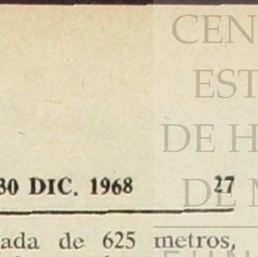 CEN
EST
DE H
30 DIC. 1968 27
DE M
ada de 625 metros,